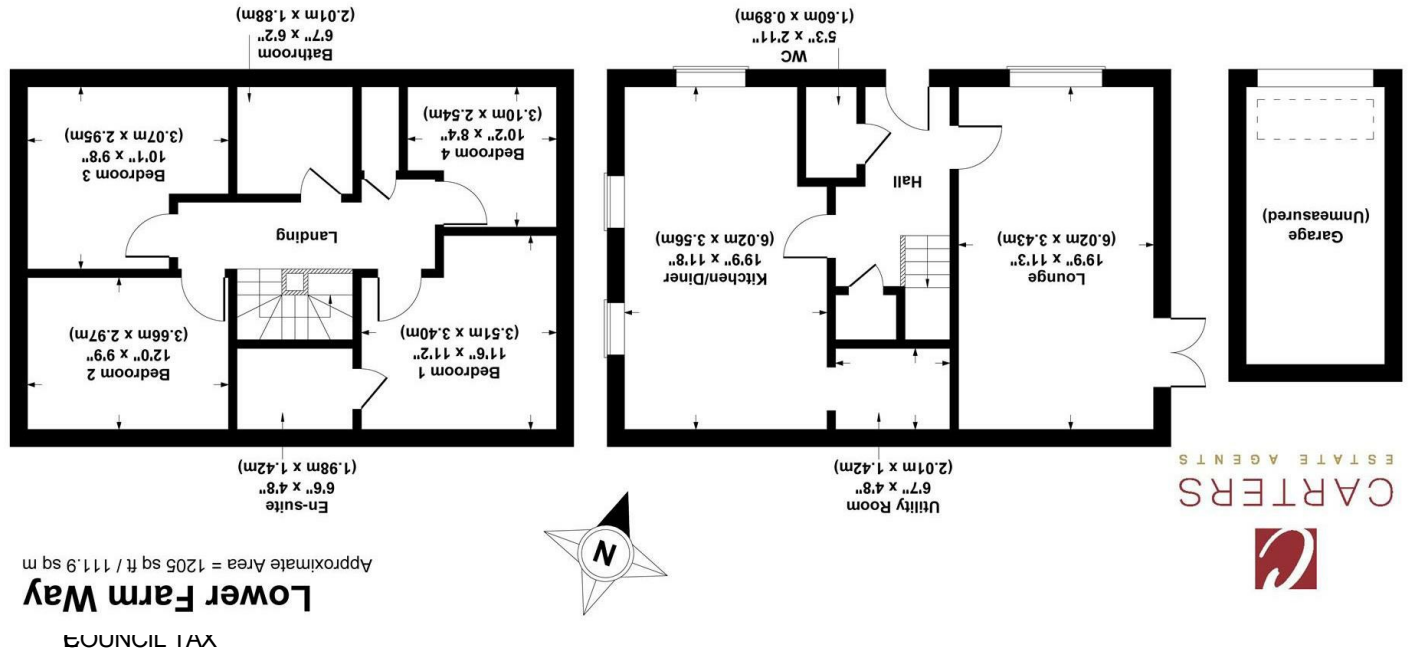 CARTERS
ESTATE AGENTS
Lower Farm Way
Approximate Area = 1205 sq ft / 111.9 sq m
N
Utility Room
6'7" x 4'8"
(2.01m x 1.42m)
En-suite
6'6" x 4'8"
(1.98m x 1.42m)
Garage
(Unmeasured)
Lounge
19'9" x 11'3"
(6.02m x 3.43m)
Kitchen/Diner
19'9" x 11'8"
(6.02m x 3.56m)
Hall
WC
5'3" x 2'11"
(1.60m x 0.89m)
Bedroom 1
11'6" x 11'2"
(3.51m x 3.40m)
Bedroom 2
12'0" x 9'9"
(3.66m x 2.97m)
Landing
Bedroom 4
10'2" x 8'4"
(3.10m x 2.54m)
Bedroom 3
10'1" x 9'8"
(3.07m x 2.95m)
Bathroom
6'7" x 6'2"
(2.01m x 1.88m)
COUNCIL TAX